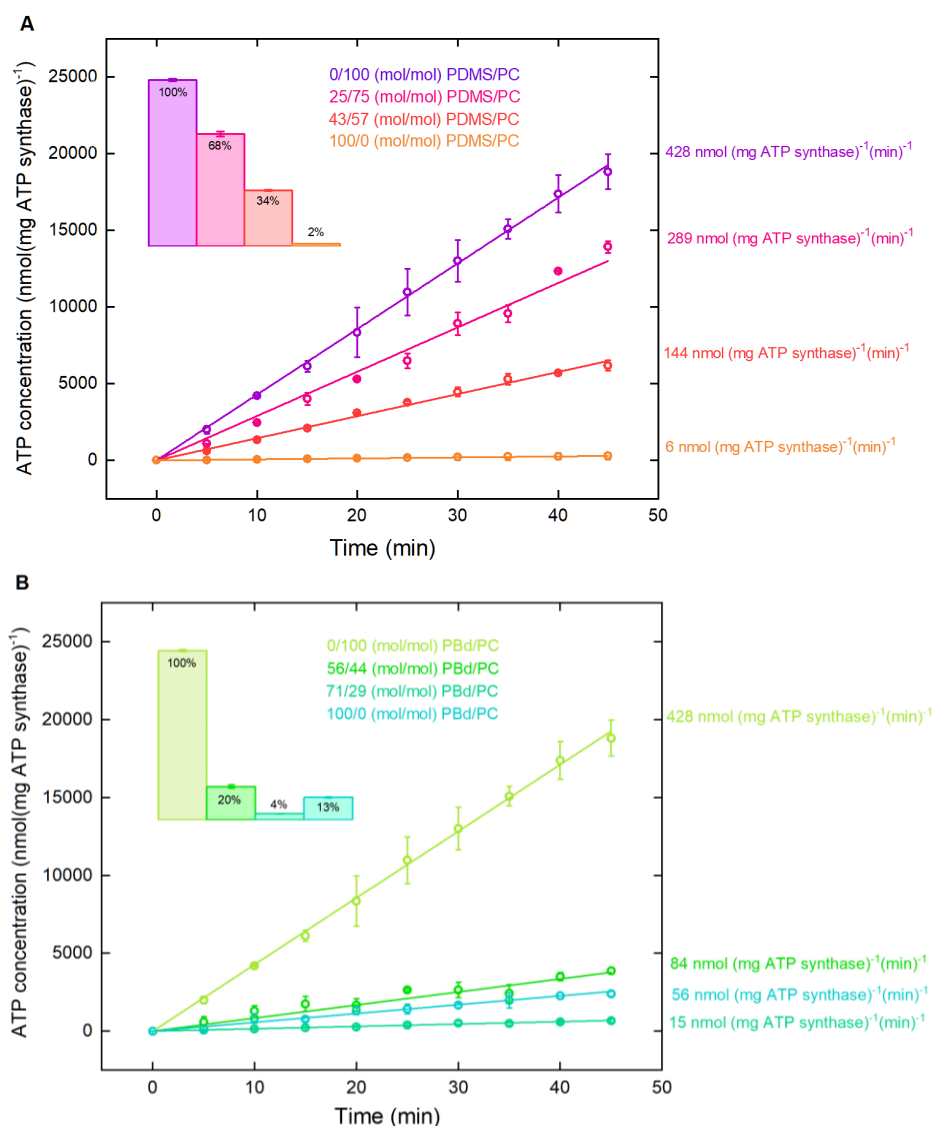 A
ATP concentration (nmol(mg ATP synthase)⁻¹)
25000
20000
15000
10000
5000
0
100%
68%
34%
2%
0/100 (mol/mol) PDMS/PC
25/75 (mol/mol) PDMS/PC
43/57 (mol/mol) PDMS/PC
100/0 (mol/mol) PDMS/PC
428 nmol (mg ATP synthase)⁻¹(min)⁻¹
289 nmol (mg ATP synthase)⁻¹(min)⁻¹
144 nmol (mg ATP synthase)⁻¹(min)⁻¹
6 nmol (mg ATP synthase)⁻¹(min)⁻¹
0 10 20 30 40 50
Time (min)
B
ATP concentration (nmol(mg ATP synthase)⁻¹)
25000
20000
15000
10000
5000
0
100%
20%
4%
13%
0/100 (mol/mol) PBd/PC
56/44 (mol/mol) PBd/PC
71/29 (mol/mol) PBd/PC
100/0 (mol/mol) PBd/PC
428 nmol (mg ATP synthase)⁻¹(min)⁻¹
84 nmol (mg ATP synthase)⁻¹(min)⁻¹
56 nmol (mg ATP synthase)⁻¹(min)⁻¹
15 nmol (mg ATP synthase)⁻¹(min)⁻¹
0 10 20 30 40 50
Time (min)